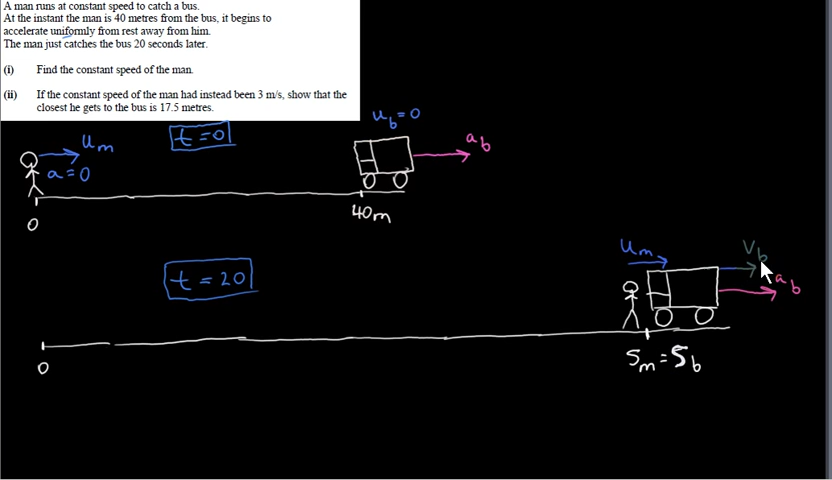 A man runs at constant speed to catch a bus.
At the instant the man is 40 metres from the bus, it begins to
accelerate uniformly from rest away from him.
The man just catches the bus 20 seconds later.
(i) Find the constant speed of the man.
(ii) If the constant speed of the man had instead been 3 m/s, show that the
closest he gets to the bus is 17.5 metres.
u_b = 0
t = 0
u_m
a_b
a = 0
0
40m
t = 20
u_m
v_b
a_b
0
s_m = s_b